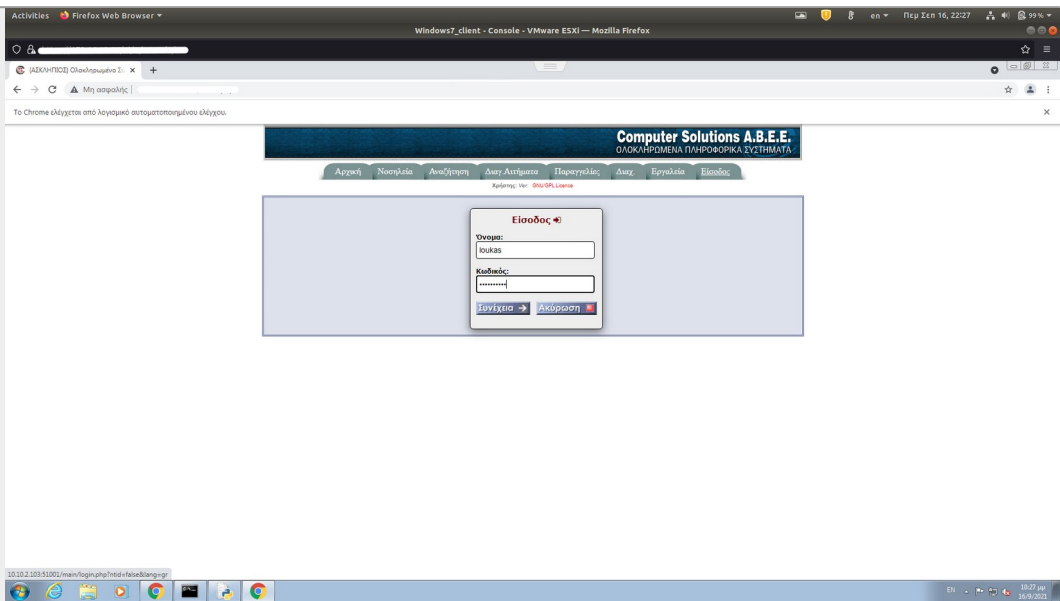 Activities Firefox Web Browser en Πεμ Σεπ 16, 22:27 99 %
Windows7_client - Console - VMware ESXi — Mozilla Firefox
(ΑΣΚΛΗΠΙΟΣ) Ολοκληρωμένο Σ
Μη ασφαλής
Το Chrome ελέγχεται από λογισμικό αυτοματοποιημένου ελέγχου.
Computer Solutions A.B.E.E.
ΟΛΟΚΛΗΡΩΜΕΝΑ ΠΛΗΡΟΦΟΡΙΚΑ ΣΥΣΤΗΜΑΤΑ
Αρχική Νοσηλεία Αναζήτηση Διαγ.Αιτήματα Παραγγελίες Διαχ. Εργαλεία Είσοδος
Χρήστης: Ven GNU/GPL Licence
Είσοδος
Όνομα:
loukas
Κωδικός:
Συνέχεια Ακύρωση
10.10.2.103:51001/main/login.php?ntid=false&lang=gr
EN 10:27 μμ
16/9/2021